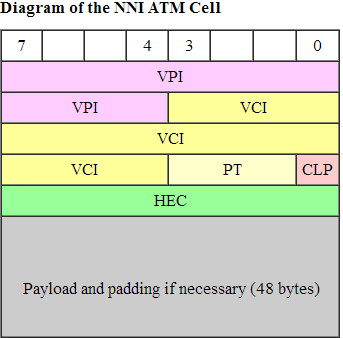 Diagram of the NNI ATM Cell
7 4 3 0
VPI
VPI VCI
VCI
VCI PT CLP
HEC
Payload and padding if necessary (48 bytes)